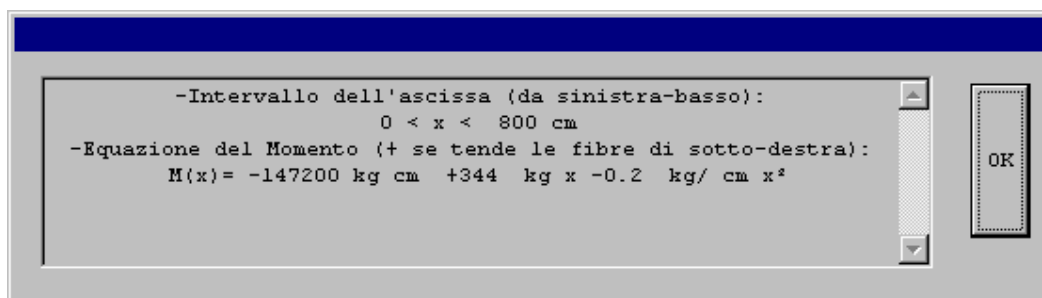 -Intervallo dell'ascissa (da sinistra-basso):
0 < x < 800 cm
-Equazione del Momento (+ se tende le fibre di sotto-destra):
M(x)= -147200 kg cm +344 kg x -0.2 kg/ cm x²
OK